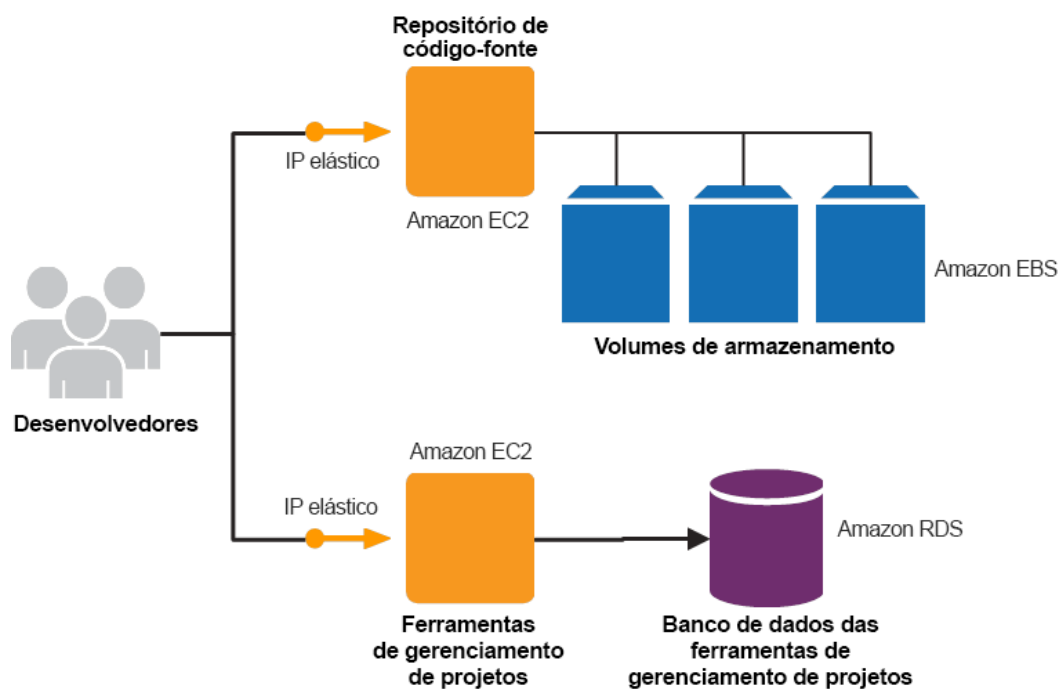 Repositório de
código-fonte
IP elástico
Amazon EC2
Amazon EBS
Volumes de armazenamento
Desenvolvedores
Amazon EC2
IP elástico
Amazon RDS
Ferramentas
de gerenciamento
de projetos
Banco de dados das
ferramentas de
gerenciamento de projetos